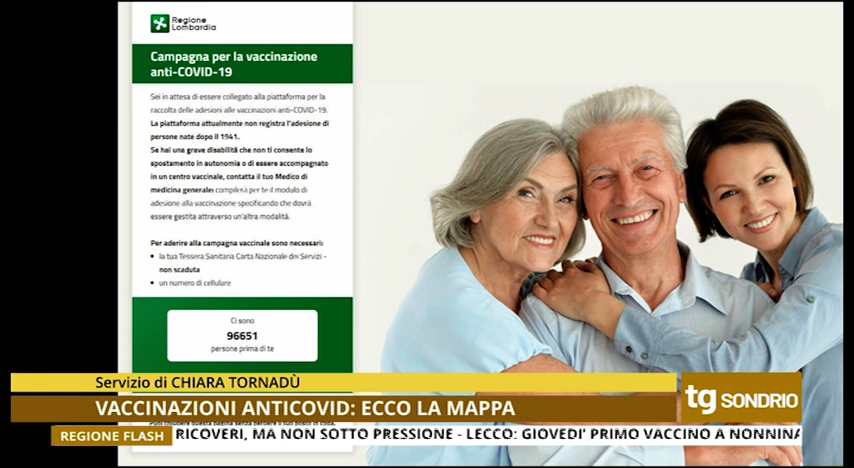 Regione
Lombardia
Campagna per la vaccinazione
anti-COVID-19
Sei in attesa di essere collegato alla piattaforma per la
raccolta delle adesioni alle vaccinazioni anti-COVID-19.
La piattaforma attualmente non registra l'adesione di
persone nate dopo il 1941.
Se hai una grave disabilità che non ti consente lo
spostamento in autonomia o di essere accompagnato
in un centro vaccinale, contatta il tuo Medico di
medicina generale: compilerà per te il modulo di
adesione alla vaccinazione specificando che dovrà
essere gestita attraverso un'altra modalità.
Per aderire alla campagna vaccinale sono necessari:
• la tua Tessera Sanitaria Carta Nazionale dei Servizi -
non scaduta
• un numero di cellulare
Ci sono
96651
persone prima di te
Servizio di CHIARA TORNADÙ
VACCINAZIONI ANTICOVID: ECCO LA MAPPA
tg SONDRIO
REGIONE FLASH RICOVERI, MA NON SOTTO PRESSIONE - LECCO: GIOVEDI' PRIMO VACCINO A NONNINA